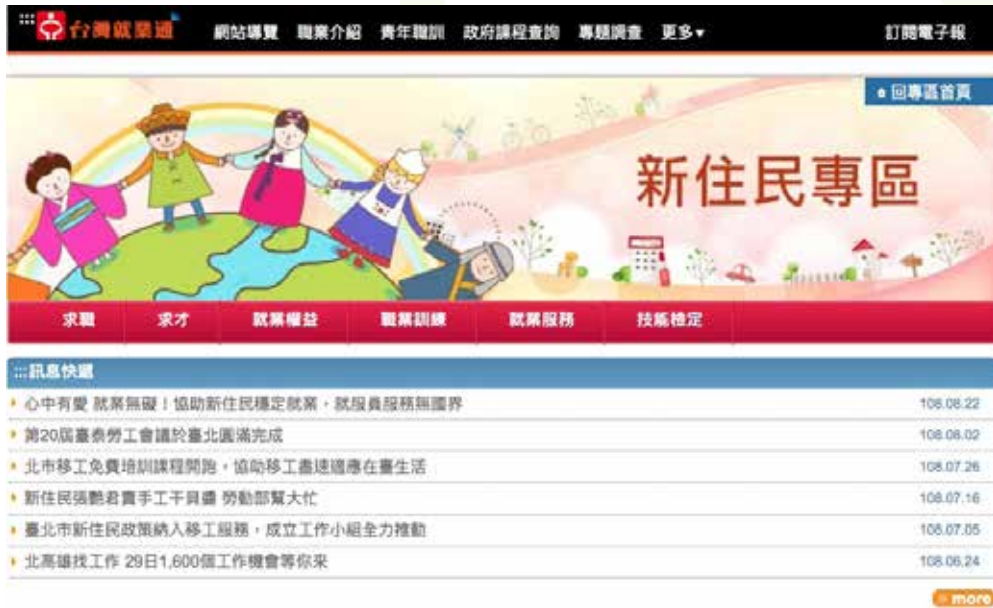 台灣就業通 網站導覽 職業介紹 青年職訓 政府課程查詢 專題調查 更多▾ 訂閱電子報
回專區首頁
新住民專區
求職 求才 就業權益 職業訓練 就業服務 技能檢定
:::訊息快遞
心中有愛 就業無礙！協助新住民穩定就業，就服員服務無國界 108.08.22
第20屆臺泰勞工會議於臺北圓滿完成 108.08.02
北市移工免費培訓課程開跑，協助移工盡速適應在臺生活 108.07.26
新住民張艷君賣手工干貝醬 勞動部幫大忙 108.07.16
臺北市新住民政策納入移工服務，成立工作小組全力推動 108.07.05
北高雄找工作 29日1,600個工作機會等你來 108.06.24
more